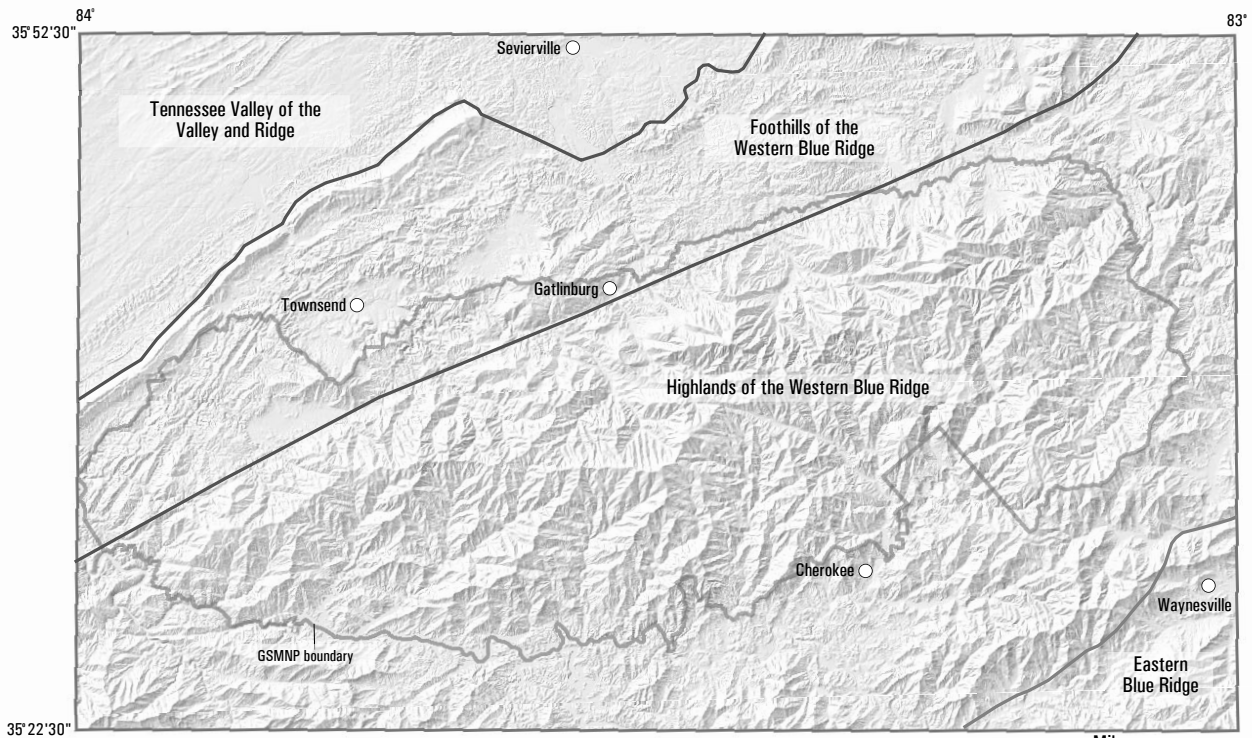 84°
83°
35°52'30"
Sevierville
Tennessee Valley of the
Valley and Ridge
Foothills of the
Western Blue Ridge
Gatlinburg
Townsend
Highlands of the Western Blue Ridge
Cherokee
Waynesville
GSMNP boundary
Eastern
Blue Ridge
35°22'30"